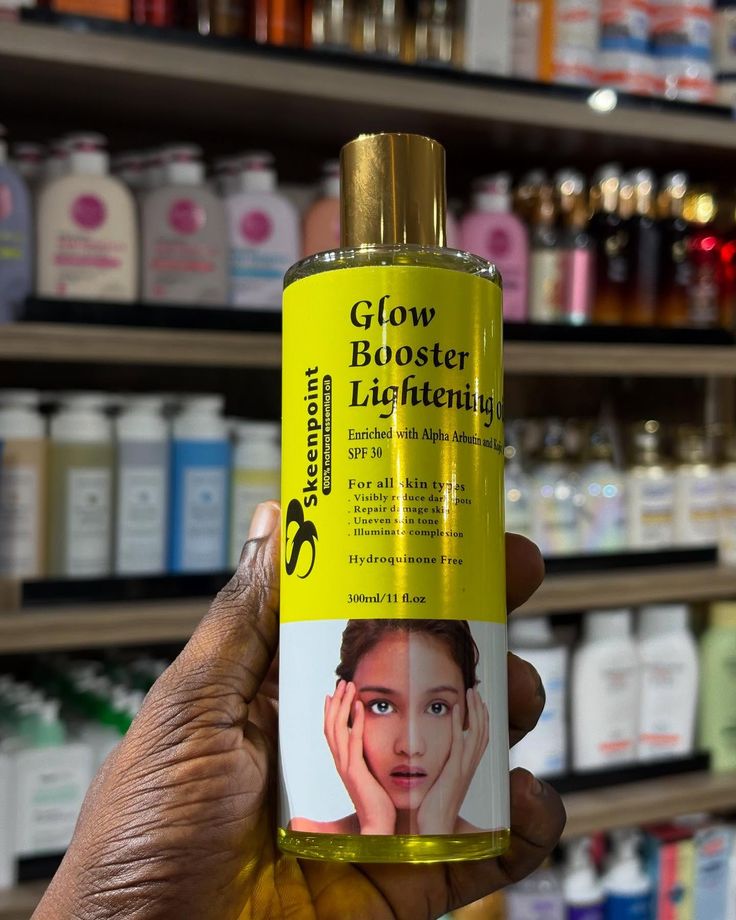 Glow
Booster
Lightening
Enriched with Alpha Arbutin and
SPF 30
For all skin types
. Visibly reduce dark spots
. Repair damage skin
. Uneven skin tone
. Illuminate complexion
Hydroquinone Free
300ml/11 fl.oz
Skeenpoint
100% natural essential oil